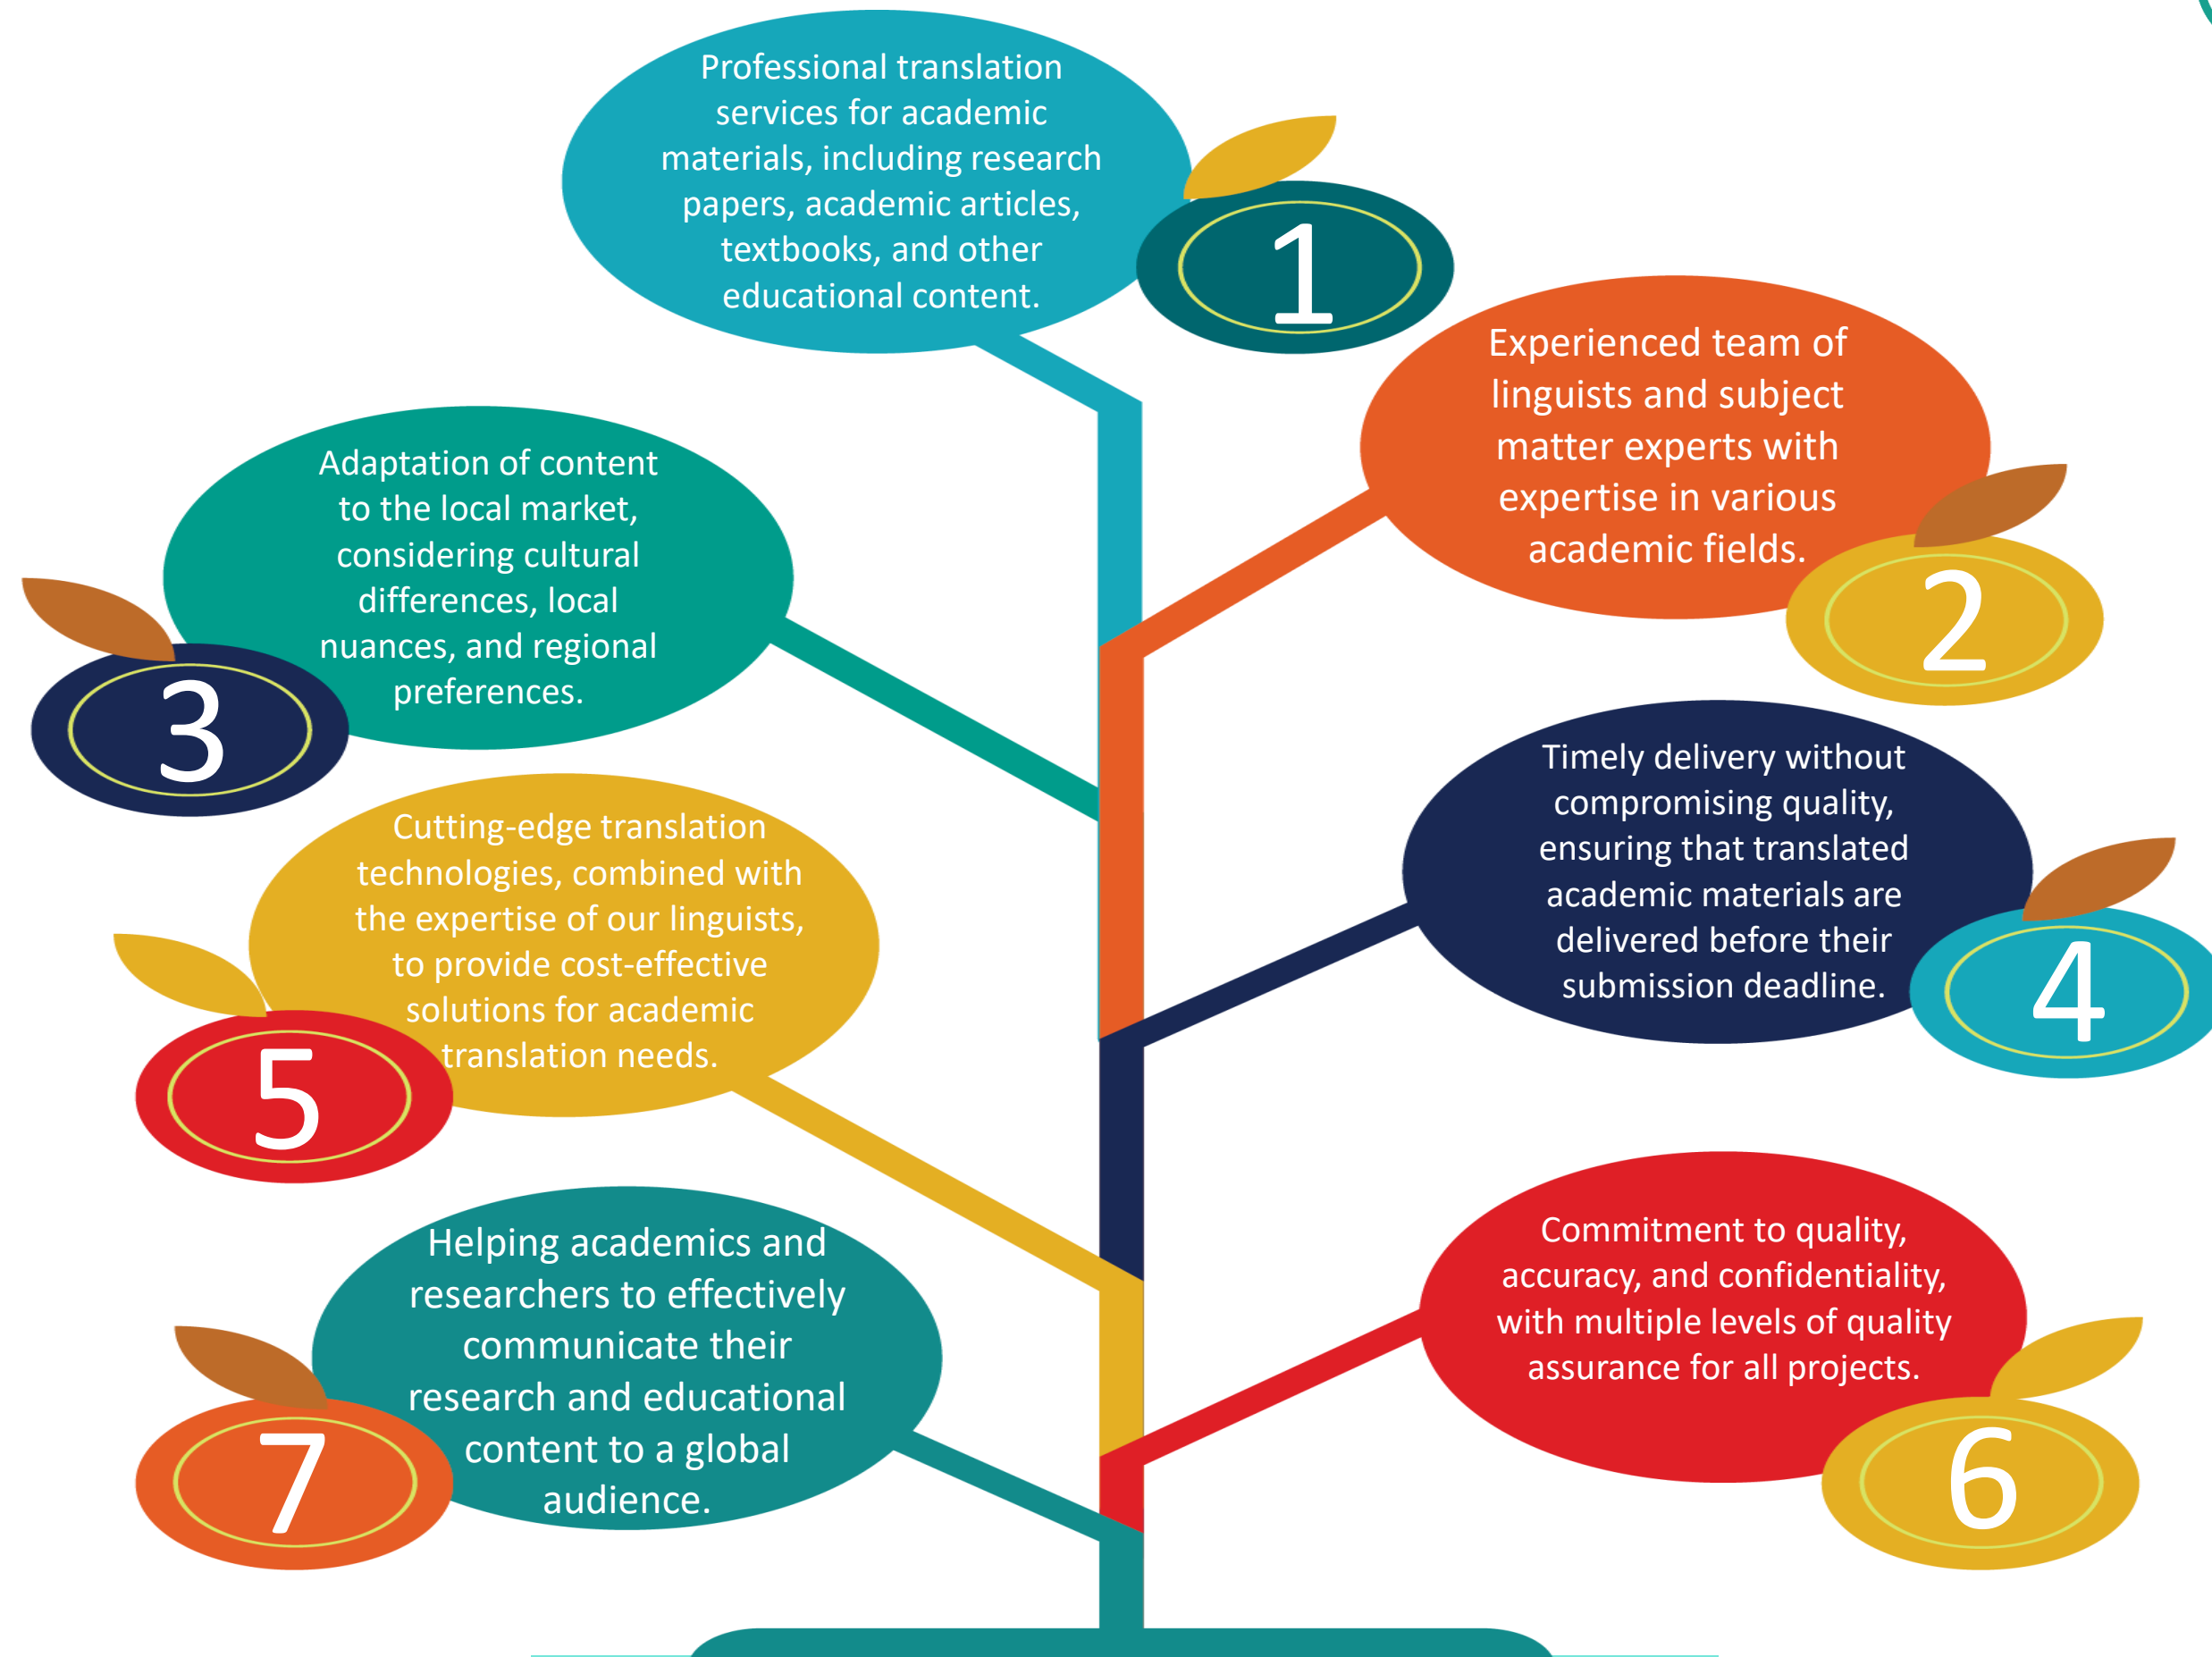 Professional translation
services for academic
materials, including research
papers, academic articles,
textbooks, and other
educational content.
1
Experienced team of
linguists and subject
matter experts with
expertise in various
academic fields.
2
Adaptation of content
to the local market,
considering cultural
differences, local
nuances, and regional
preferences.
3
Timely delivery without
compromising quality,
ensuring that translated
academic materials are
delivered before their
submission deadline.
4
Cutting-edge translation
technologies, combined with
the expertise of our linguists,
to provide cost-effective
solutions for academic
translation needs.
5
Commitment to quality,
accuracy, and confidentiality,
with multiple levels of quality
assurance for all projects.
6
Helping academics and
researchers to effectively
communicate their
research and educational
content to a global
audience.
7